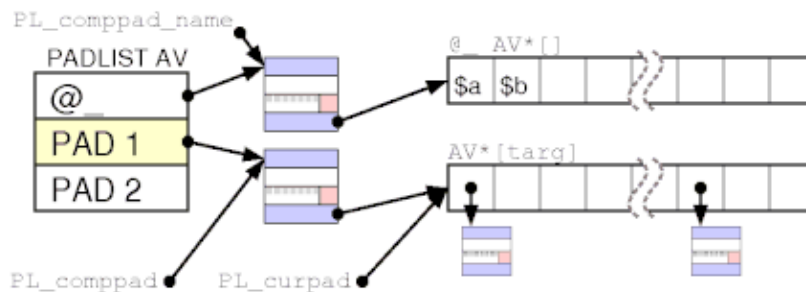 PL_comppad_name
PADLIST AV
@_ AV*[]
@_
$a $b
PAD 1
AV*[targ]
PAD 2
PL_comppad
PL_curpad